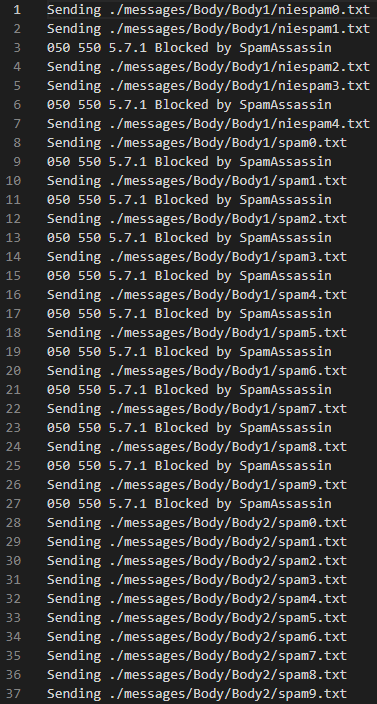 1 Sending ./messages/Body/Body1/niespam0.txt
2 Sending ./messages/Body/Body1/niespam1.txt
3 050 550 5.7.1 Blocked by SpamAssassin
4 Sending ./messages/Body/Body1/niespam2.txt
5 Sending ./messages/Body/Body1/niespam3.txt
6 050 550 5.7.1 Blocked by SpamAssassin
7 Sending ./messages/Body/Body1/niespam4.txt
8 Sending ./messages/Body/Body1/spam0.txt
9 050 550 5.7.1 Blocked by SpamAssassin
10 Sending ./messages/Body/Body1/spam1.txt
11 050 550 5.7.1 Blocked by SpamAssassin
12 Sending ./messages/Body/Body1/spam2.txt
13 050 550 5.7.1 Blocked by SpamAssassin
14 Sending ./messages/Body/Body1/spam3.txt
15 050 550 5.7.1 Blocked by SpamAssassin
16 Sending ./messages/Body/Body1/spam4.txt
17 050 550 5.7.1 Blocked by SpamAssassin
18 Sending ./messages/Body/Body1/spam5.txt
19 050 550 5.7.1 Blocked by SpamAssassin
20 Sending ./messages/Body/Body1/spam6.txt
21 050 550 5.7.1 Blocked by SpamAssassin
22 Sending ./messages/Body/Body1/spam7.txt
23 050 550 5.7.1 Blocked by SpamAssassin
24 Sending ./messages/Body/Body1/spam8.txt
25 050 550 5.7.1 Blocked by SpamAssassin
26 Sending ./messages/Body/Body1/spam9.txt
27 050 550 5.7.1 Blocked by SpamAssassin
28 Sending ./messages/Body/Body2/spam0.txt
29 Sending ./messages/Body/Body2/spam1.txt
30 Sending ./messages/Body/Body2/spam2.txt
31 Sending ./messages/Body/Body2/spam3.txt
32 Sending ./messages/Body/Body2/spam4.txt
33 Sending ./messages/Body/Body2/spam5.txt
34 Sending ./messages/Body/Body2/spam6.txt
35 Sending ./messages/Body/Body2/spam7.txt
36 Sending ./messages/Body/Body2/spam8.txt
37 Sending ./messages/Body/Body2/spam9.txt